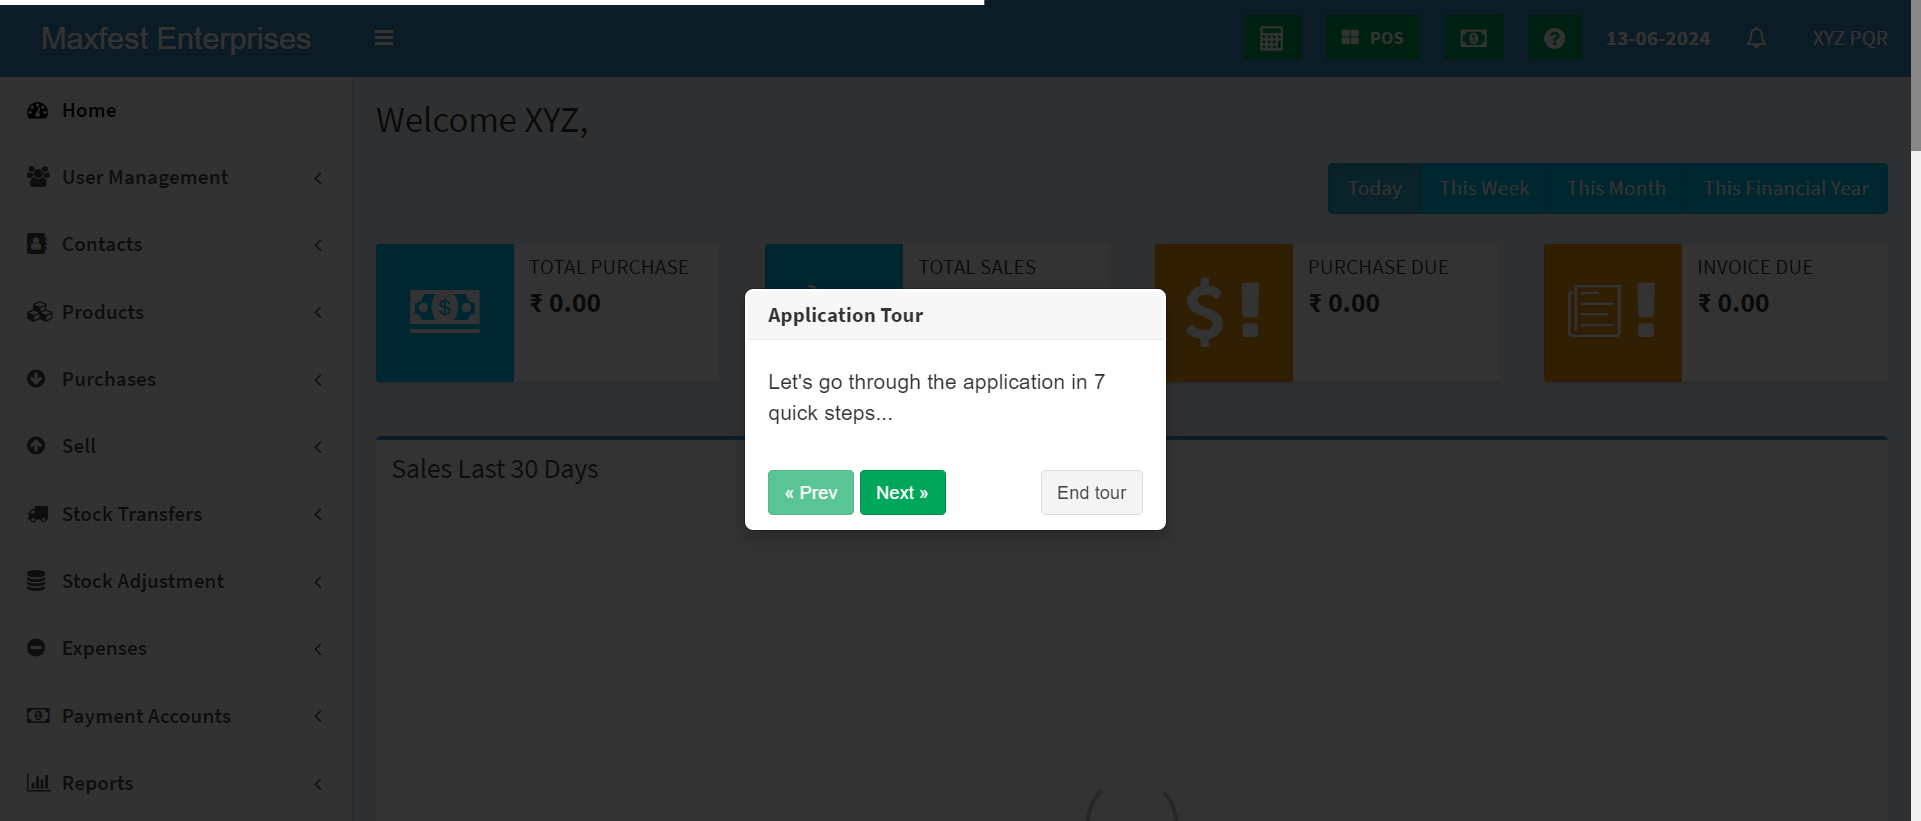 Maxfest Enterprises
POS
13-06-2024
XYZ PQR
Home
User Management
Contacts
Products
Purchases
Sell
Stock Transfers
Stock Adjustment
Expenses
Payment Accounts
Reports
Welcome XYZ,
Today This Week This Month This Financial Year
TOTAL PURCHASE
₹ 0.00
TOTAL SALES
PURCHASE DUE
₹ 0.00
INVOICE DUE
₹ 0.00
Application Tour
Let's go through the application in 7
quick steps...
« Prev Next » End tour
Sales Last 30 Days